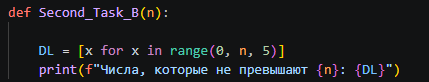 def Second_Task_B(n):
DL = [x for x in range(0, n, 5)]
print(f"Числа, которые не превышают {n}: {DL}")